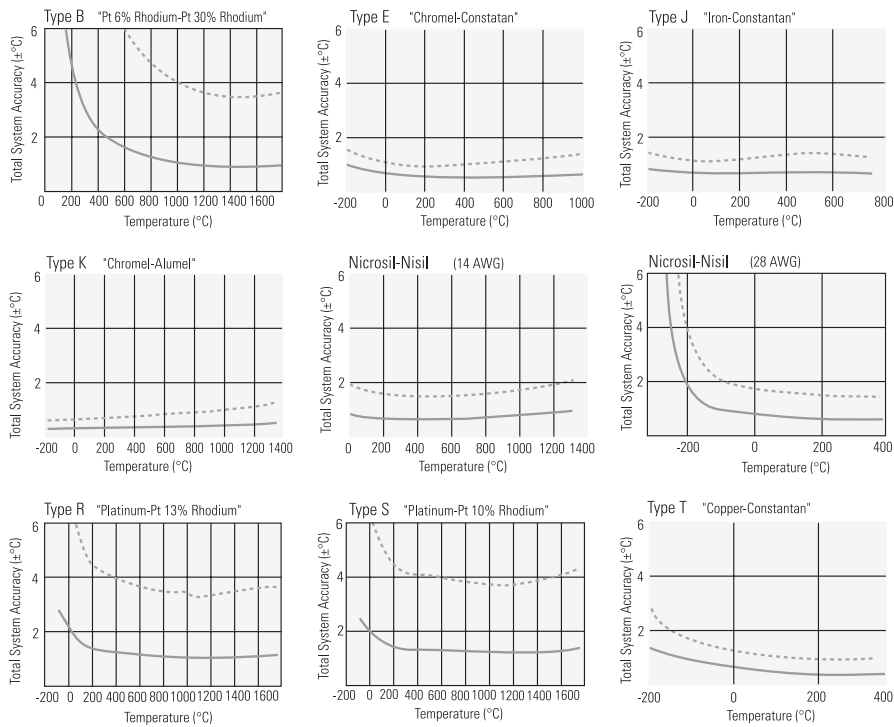 Type B "Pt 6% Rhodium-Pt 30% Rhodium"
Total System Accuracy (±°C)
6
4
2
0
0 200 400 600 800 1000 1200 1400 1600
Temperature (°C)
Type E "Chromel-Constatan"
Total System Accuracy (±°C)
6
4
2
-200 0 200 400 600 800 1000
Temperature (°C)
Type J "Iron-Constantan"
Total System Accuracy (±°C)
6
4
2
-200 0 200 400 600 800
Temperature (°C)
Type K "Chromel-Alumel"
Total System Accuracy (±°C)
6
4
2
-200 0 200 400 600 800 1000 1200 1400
Temperature (°C)
Nicrosil-Nisil (14 AWG)
Total System Accuracy (±°C)
6
4
2
0 200 400 600 800 1000 1200 1400
Temperature (°C)
Nicrosil-Nisil (28 AWG)
Total System Accuracy (±°C)
6
4
2
-200 0 200 400
Temperature (°C)
Type R "Platinum-Pt 13% Rhodium"
Total System Accuracy (±°C)
6
4
2
-200 0 200 400 600 800 1000 1200 1400 1600
Temperature (°C)
Type S "Platinum-Pt 10% Rhodium"
Total System Accuracy (±°C)
6
4
2
-200 0 200 400 600 800 1000 1200 1400 1600
Temperature (°C)
Type T "Copper-Constantan"
Total System Accuracy (±°C)
6
4
2
-200 0 200 400
Temperature (°C)